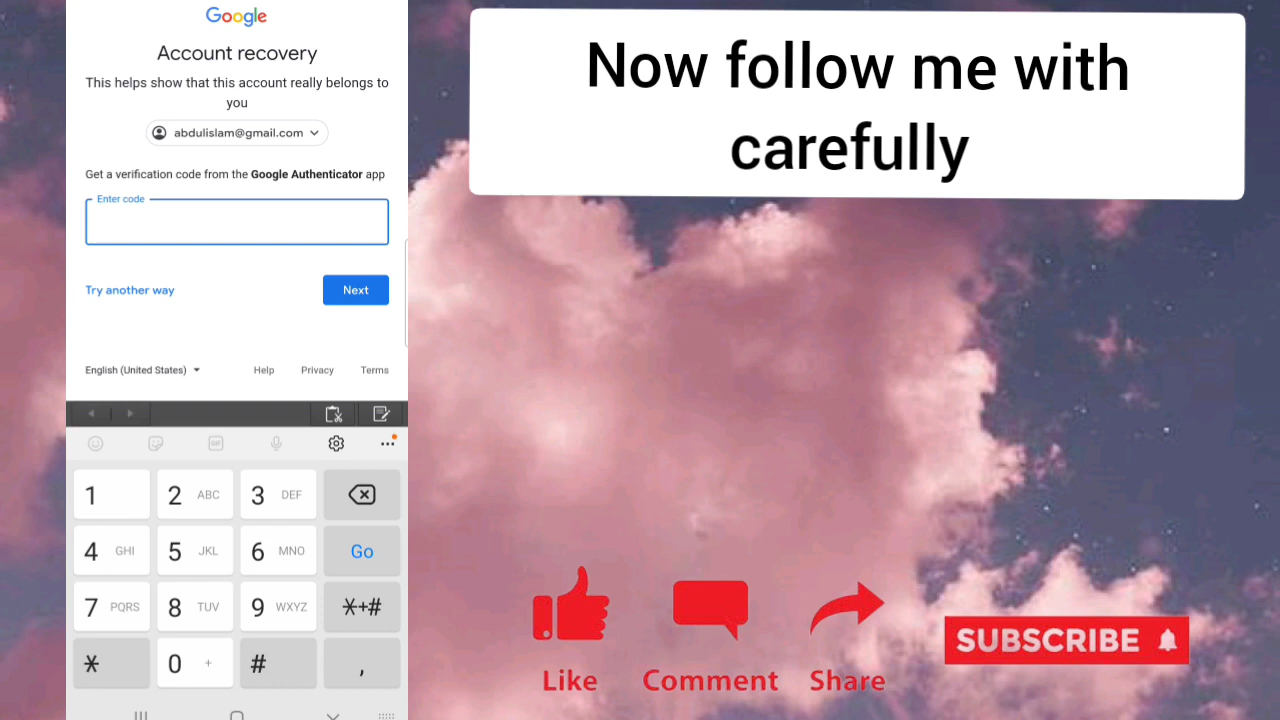 Google
Account recovery
This helps show that this account really belongs to
you
abdulislam@gmail.com
Get a verification code from the Google Authenticator app
Enter code
Try another way
Next
English (United States)
Help
Privacy
Terms
GIF
1
2 ABC
3 DEF
4 GHI
5 JKL
6 MNO
Go
7 PQRS
8 TUV
9 WXYZ
*+#
*
0 +
#
,
Now follow me with
carefully
Like
Comment
Share
SUBSCRIBE